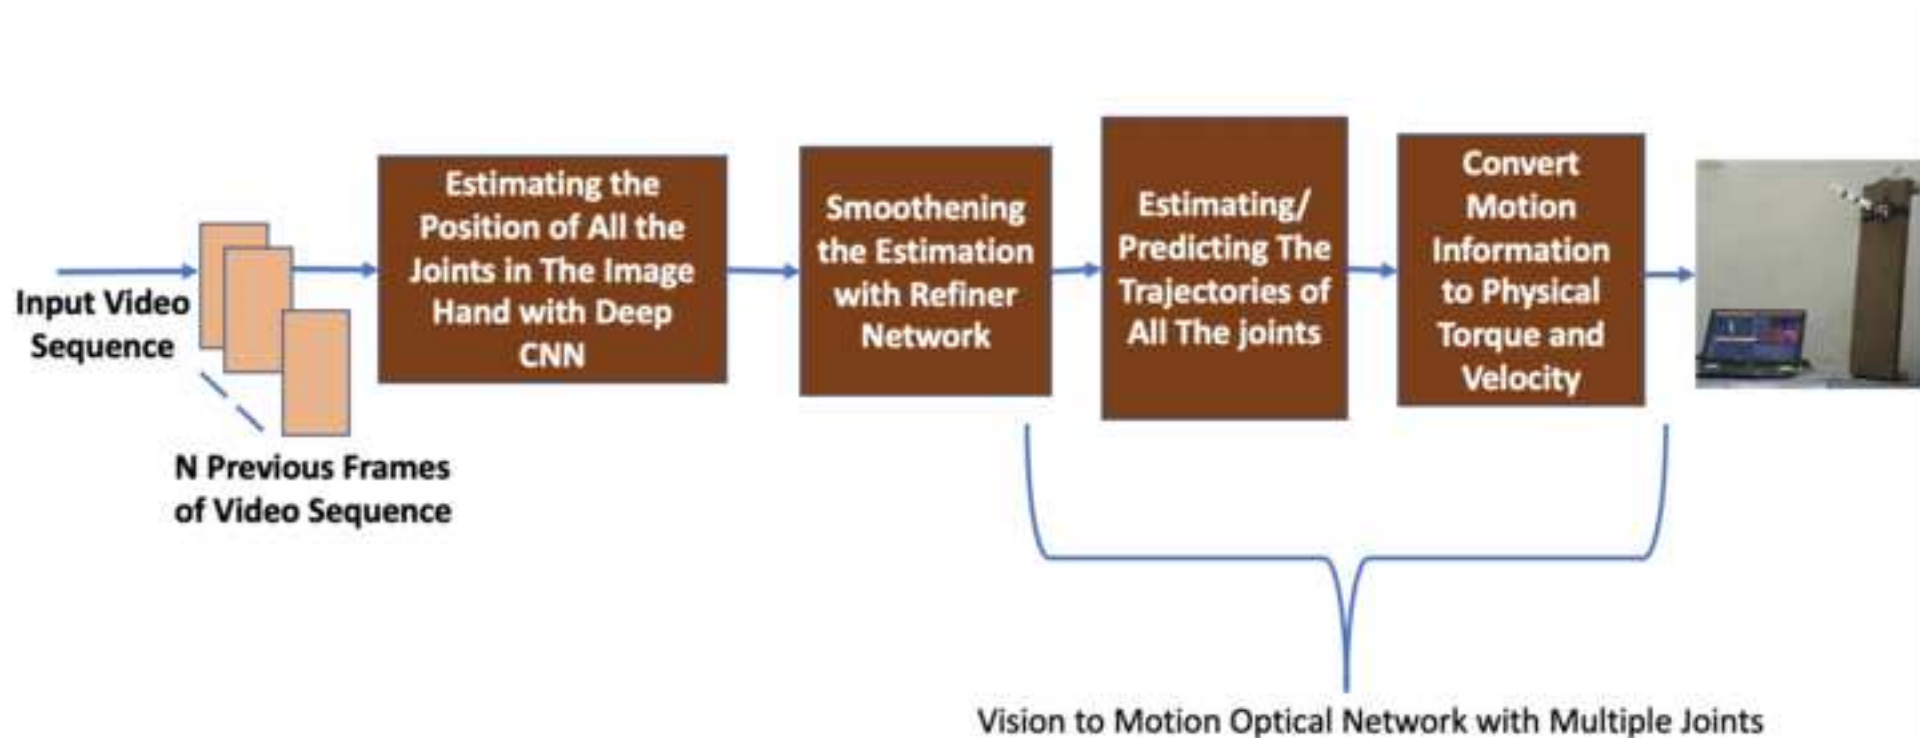 Input Video
Sequence
N Previous Frames
of Video Sequence
Estimating the
Position of All the
Joints in The Image
Hand with Deep
CNN
Smoothening
the Estimation
with Refiner
Network
Estimating/
Predicting The
Trajectories of
All The joints
Convert
Motion
Information
to Physical
Torque and
Velocity
Vision to Motion Optical Network with Multiple Joints